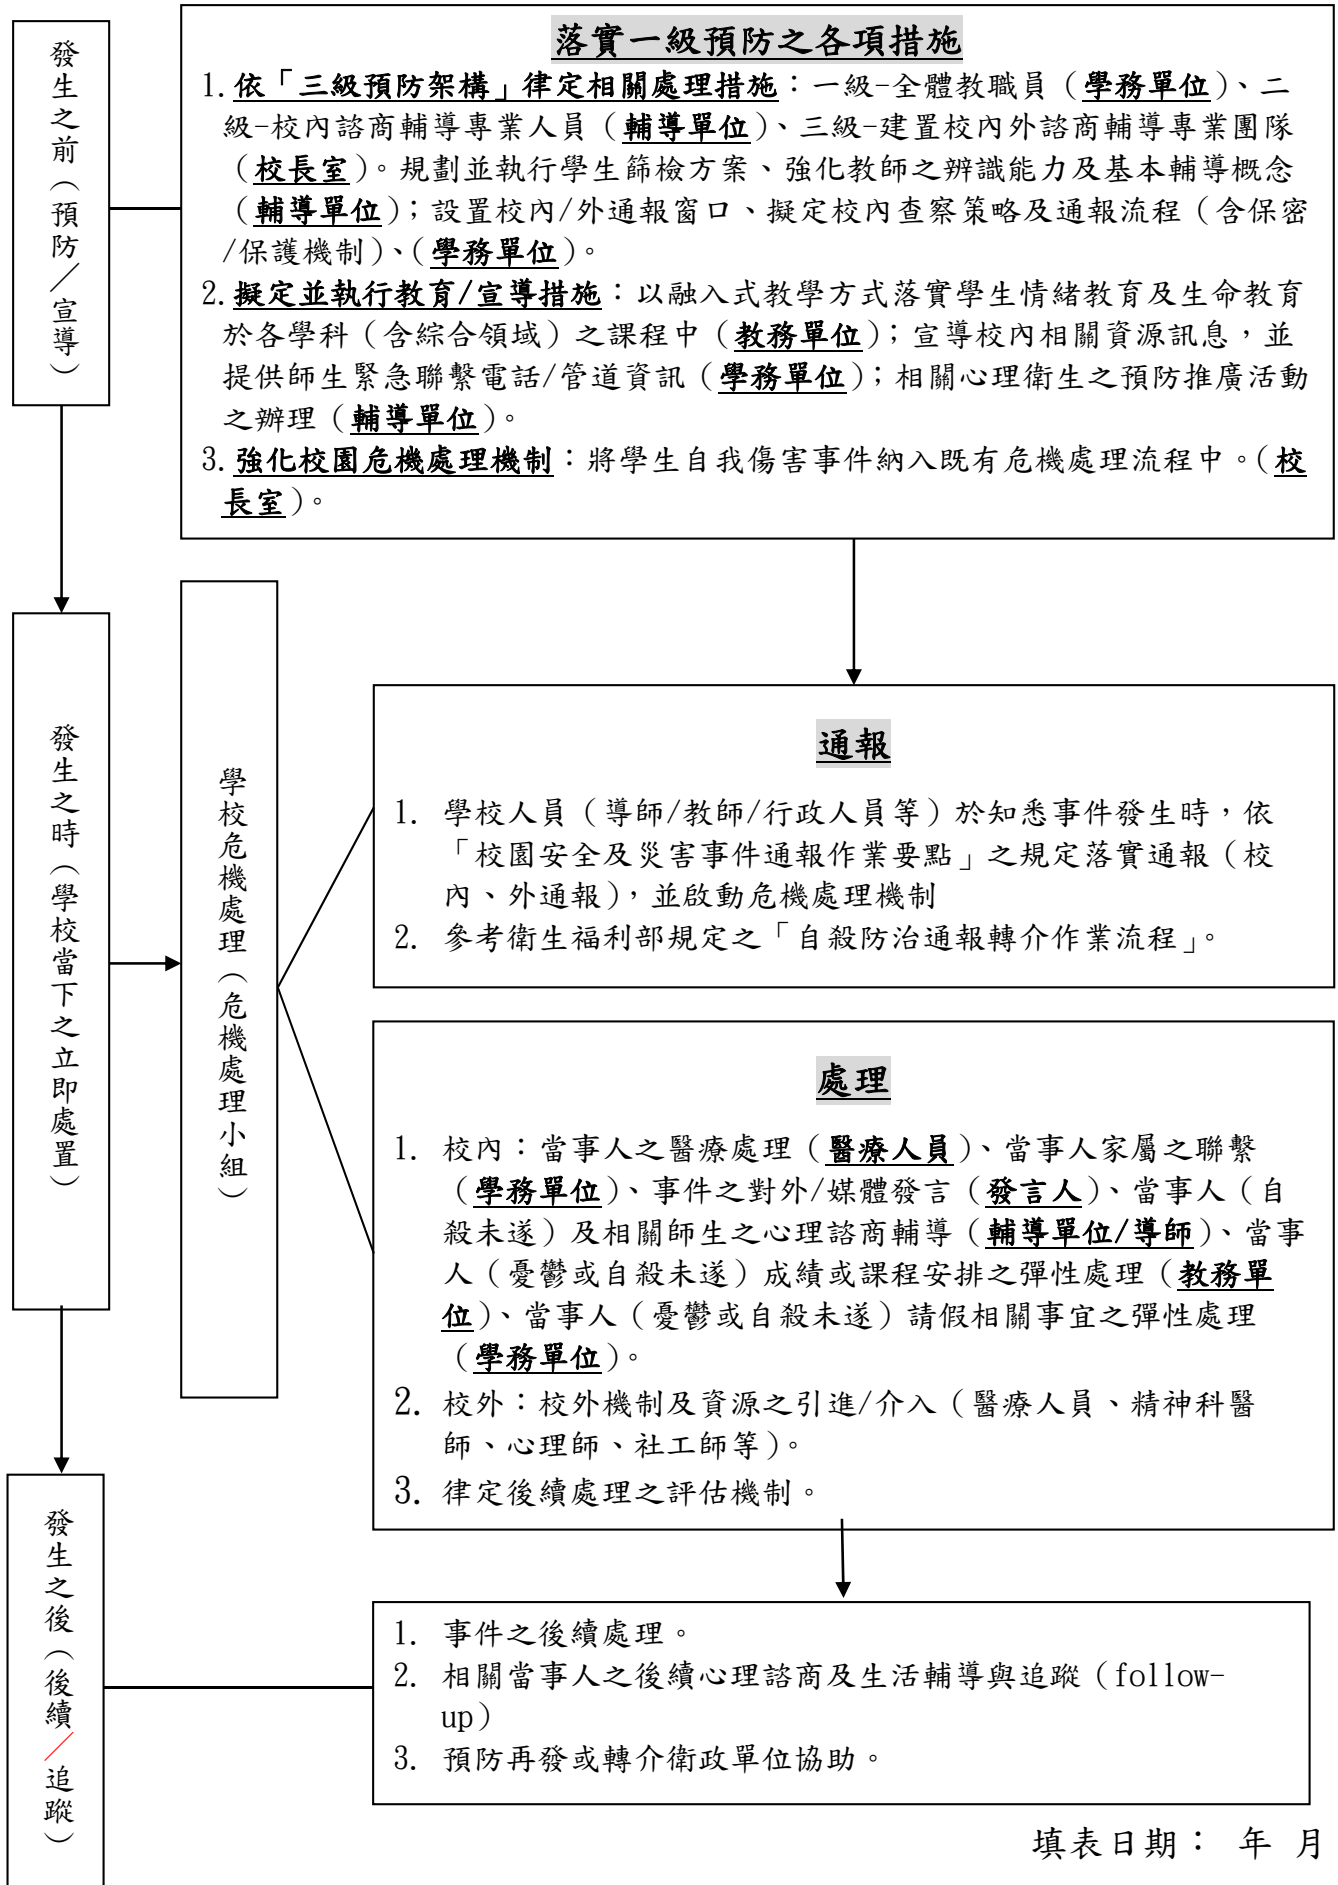 發生之前（預防／宣導）
落實一級預防之各項措施
1.依「三級預防架構」律定相關處理措施：一級-全體教職員（學務單位）、二
級-校內諮商輔導專業人員（輔導單位）、三級-建置校內外諮商輔導專業團隊
（校長室）。規劃並執行學生篩檢方案、強化教師之辨識能力及基本輔導概念
（輔導單位）；設置校內/外通報窗口、擬定校內查察策略及通報流程（含保密
/保護機制）、（學務單位）。
2.擬定並執行教育/宣導措施：以融入式教學方式落實學生情緒教育及生命教育
於各學科（含綜合領域）之課程中（教務單位）；宣導校內相關資源訊息，並
提供師生緊急聯繫電話/管道資訊（學務單位）；相關心理衛生之預防推廣活動
之辦理（輔導單位）。
3.強化校園危機處理機制：將學生自我傷害事件納入既有危機處理流程中。（校
長室）。
發生之時（學校當下之立即處置）
學校危機處理（危機處理小組）
通報
1. 學校人員（導師/教師/行政人員等）於知悉事件發生時，依
「校園安全及災害事件通報作業要點」之規定落實通報（校
內、外通報），並啟動危機處理機制
2. 參考衛生福利部規定之「自殺防治通報轉介作業流程」。
處理
1. 校內：當事人之醫療處理（醫療人員）、當事人家屬之聯繫
（學務單位）、事件之對外/媒體發言（發言人）、當事人（自
殺未遂）及相關師生之心理諮商輔導（輔導單位/導師）、當事
人（憂鬱或自殺未遂）成績或課程安排之彈性處理（教務單
位）、當事人（憂鬱或自殺未遂）請假相關事宜之彈性處理
（學務單位）。
2. 校外：校外機制及資源之引進/介入（醫療人員、精神科醫
師、心理師、社工師等）。
3. 律定後續處理之評估機制。
發生之後（後續／追蹤）
1. 事件之後續處理。
2. 相關當事人之後續心理諮商及生活輔導與追蹤（follow-
up）
3. 預防再發或轉介衛政單位協助。
填表日期： 年 月